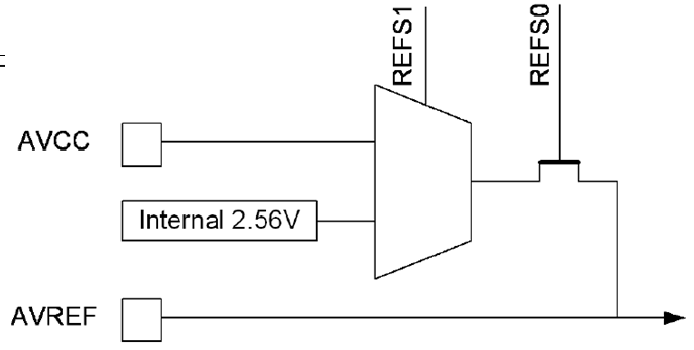 REFS1
REFS0
AVCC
Internal 2.56V
AVREF